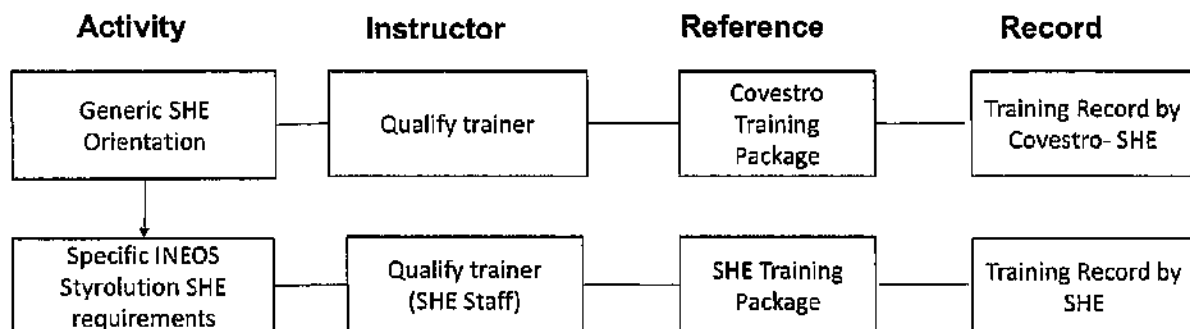 Activity Instructor Reference Record
Generic SHE
Orientation
Qualify trainer
Covestro
Training
Package
Training Record by
Covestro- SHE
Specific INEOS
Styrolution SHE
requirements
Qualify trainer
(SHE Staff)
SHE Training
Package
Training Record by
SHE